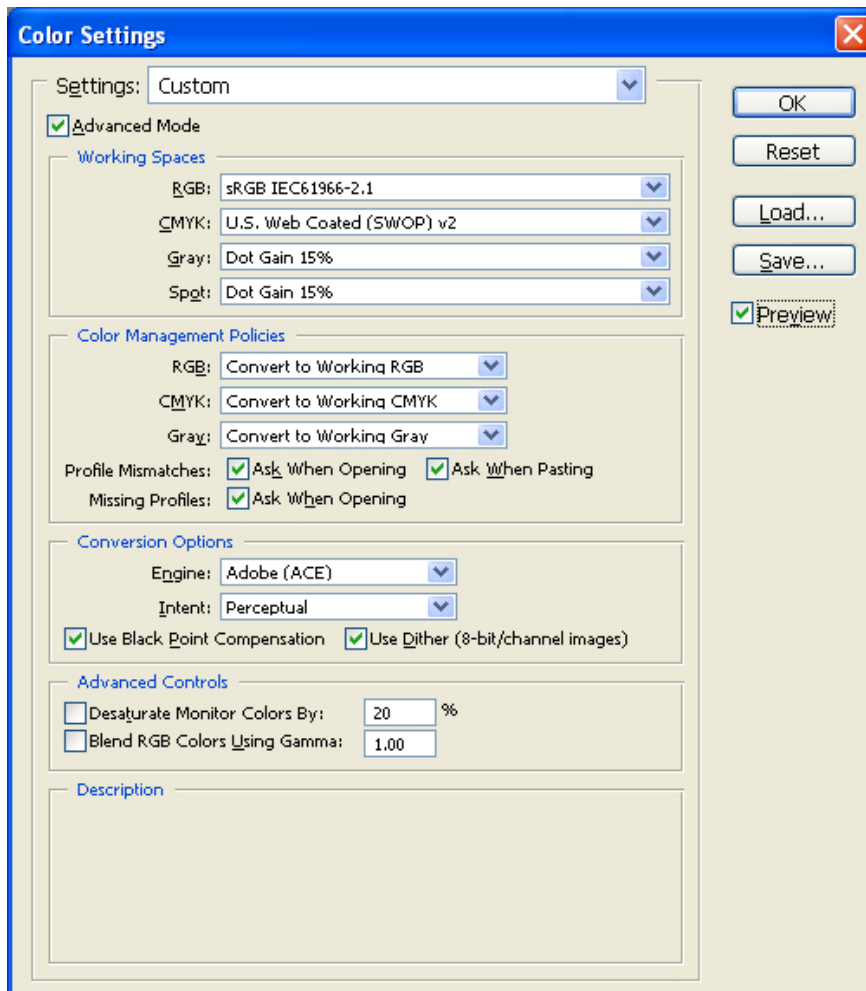 Color Settings
Settings: Custom
OK
Advanced Mode
Reset
Working Spaces
RGB: sRGB IEC61966-2.1
Load...
CMYK: U.S. Web Coated (SWOP) v2
Gray: Dot Gain 15%
Save...
Spot: Dot Gain 15%
Preview
Color Management Policies
RGB: Convert to Working RGB
CMYK: Convert to Working CMYK
Gray: Convert to Working Gray
Profile Mismatches: Ask When Opening Ask When Pasting
Missing Profiles: Ask When Opening
Conversion Options
Engine: Adobe (ACE)
Intent: Perceptual
Use Black Point Compensation Use Dither (8-bit/channel images)
Advanced Controls
Desaturate Monitor Colors By: 20 %
Blend RGB Colors Using Gamma: 1.00
Description